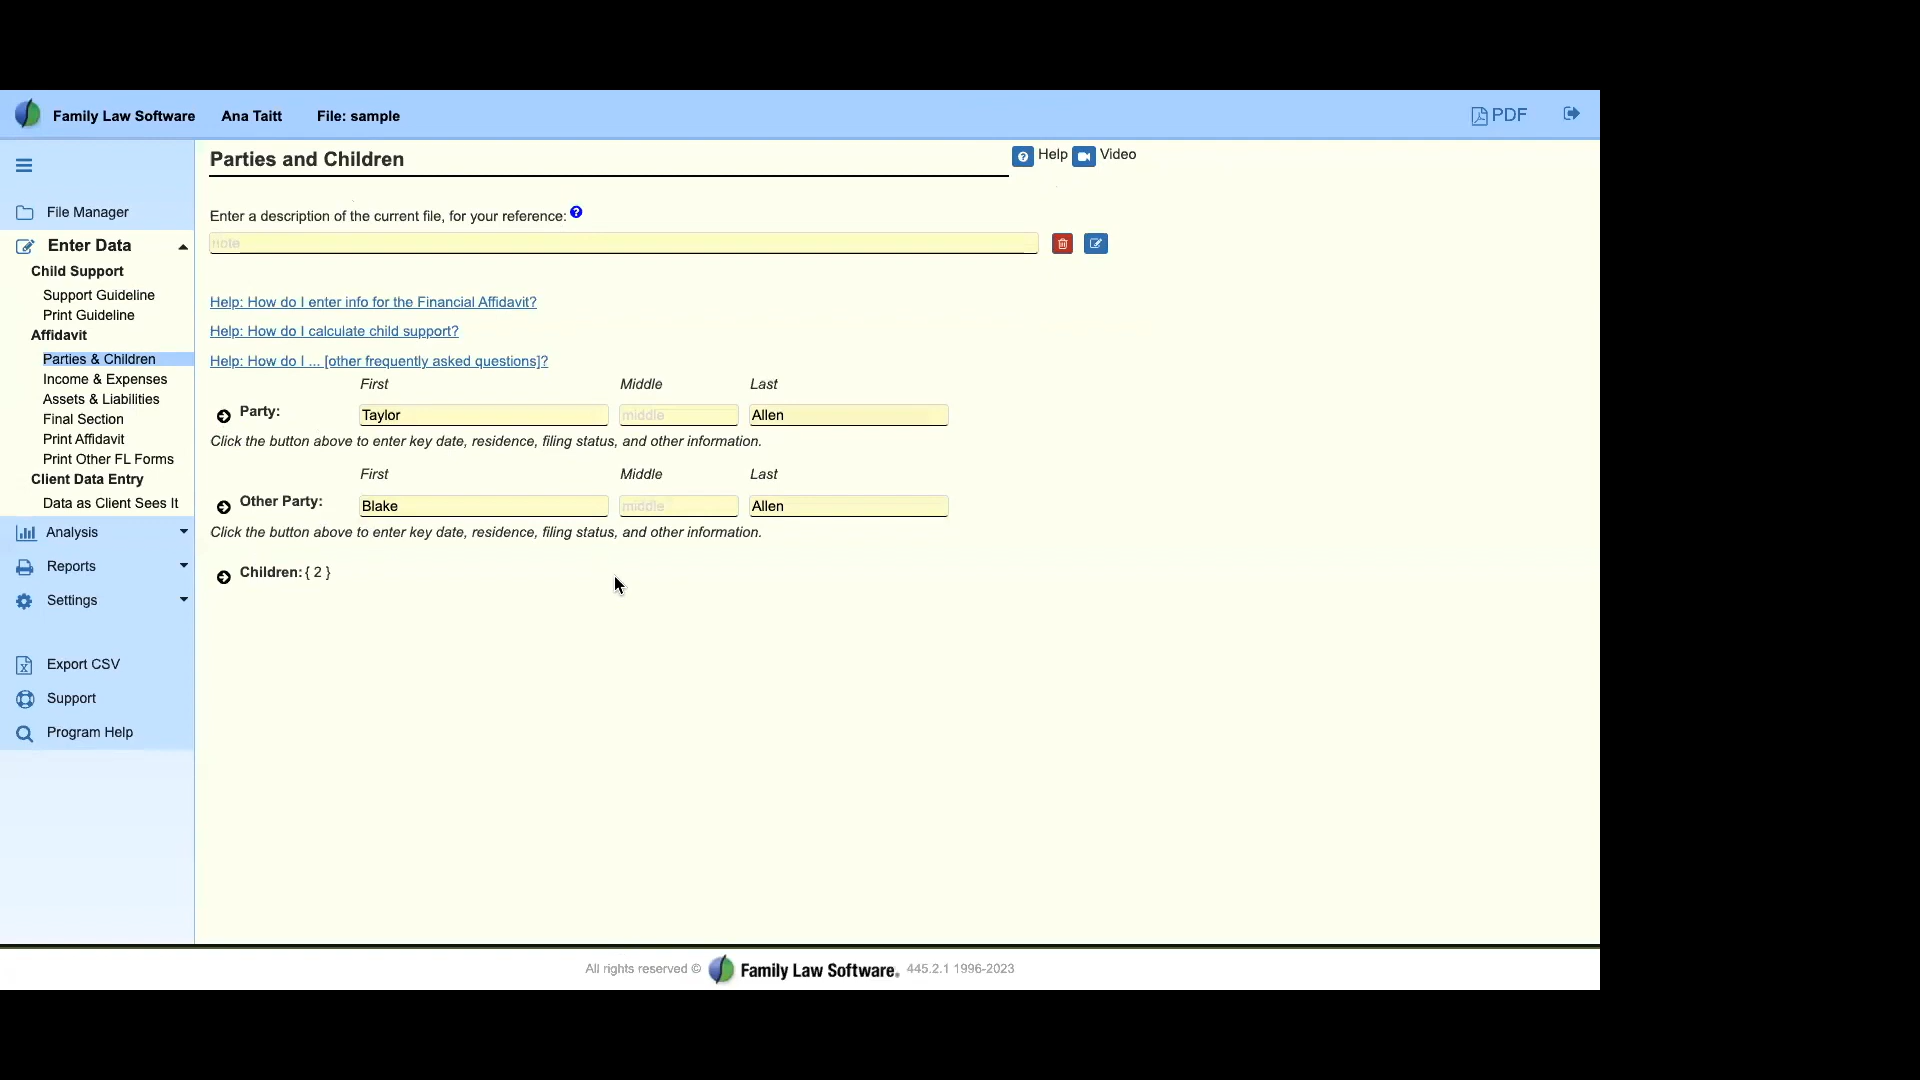 Family Law Software Ana Taitt File: sample PDF
Parties and Children Help Video
File Manager
Enter Data
Child Support
Support Guideline
Print Guideline
Affidavit
Parties & Children
Income & Expenses
Assets & Liabilities
Final Section
Print Affidavit
Print Other FL Forms
Client Data Entry
Data as Client Sees It
Analysis
Reports
Settings
Export CSV
Support
Program Help
Enter a description of the current file, for your reference: ?
note
Help: How do I enter info for the Financial Affidavit?
Help: How do I calculate child support?
Help: How do I ... [other frequently asked questions]?
First Middle Last
Party: Taylor middle Allen
Click the button above to enter key date, residence, filing status, and other information.
First Middle Last
Other Party: Blake middle Allen
Click the button above to enter key date, residence, filing status, and other information.
Children: { 2 }
All rights reserved © Family Law Software. 445.2.1 1996-2023